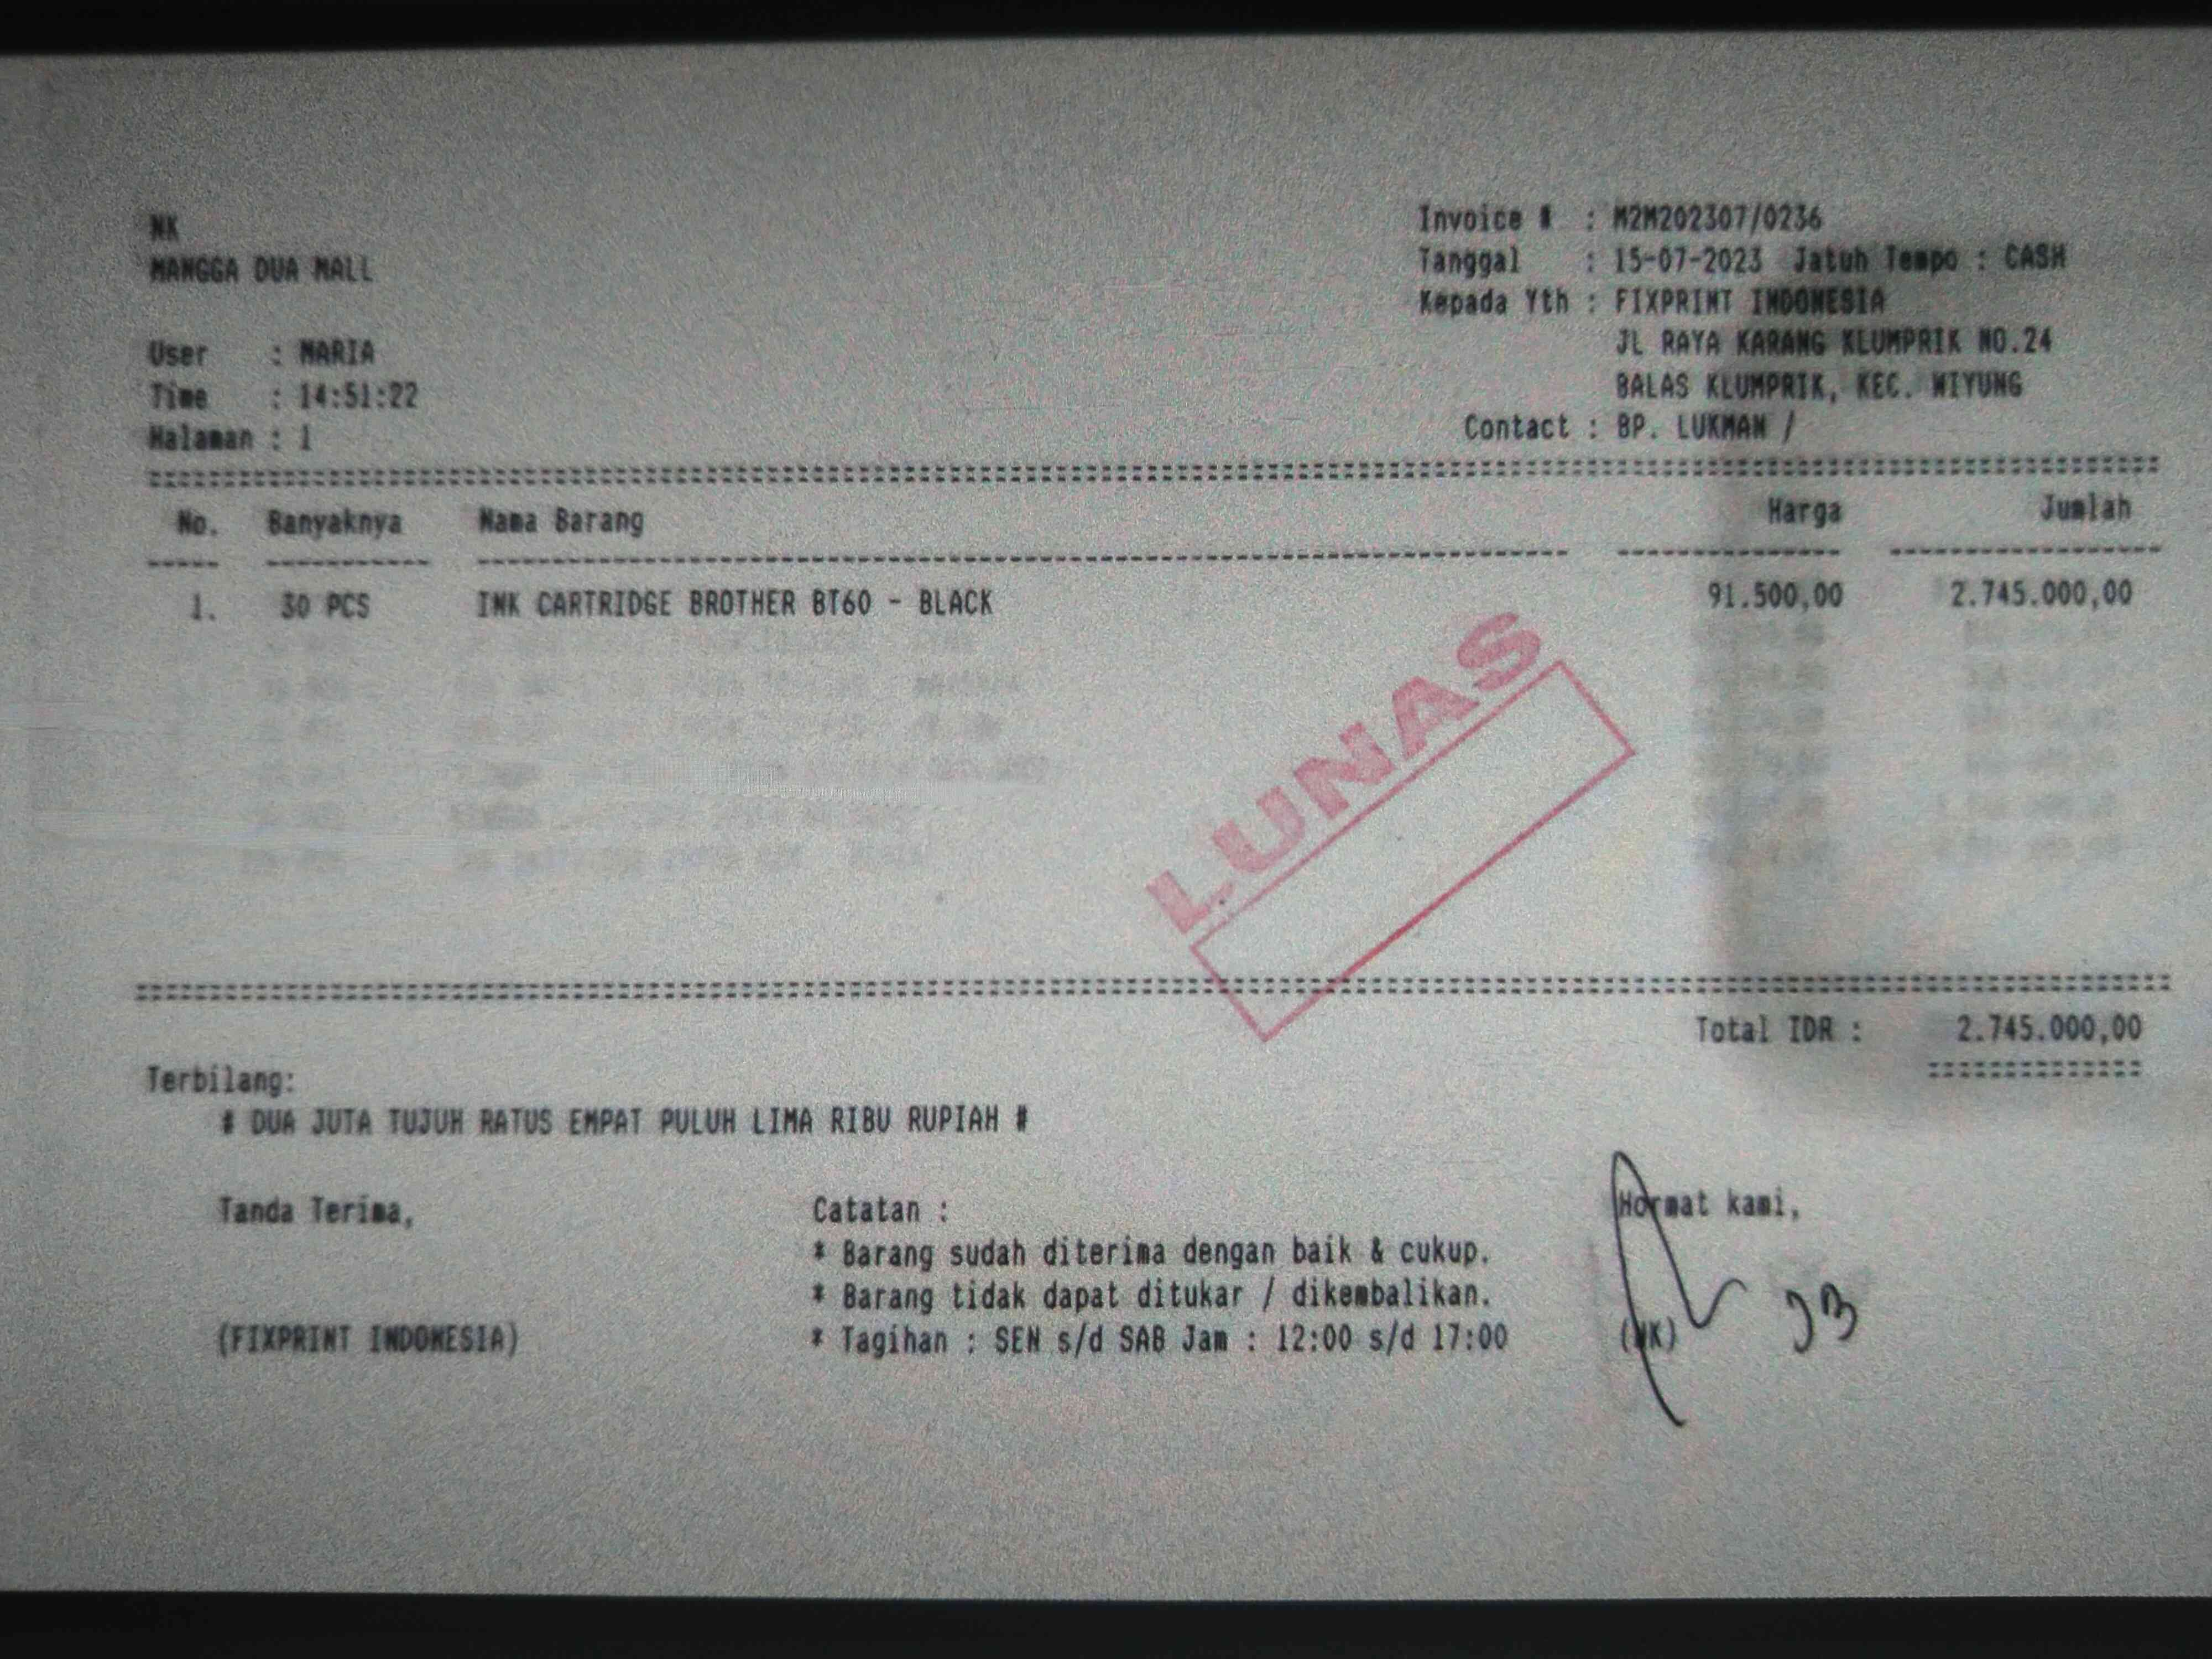 NK
MANGGA DUA MALL
User : MARIA
Time : 14:51:22
Halaman : 1
Invoice # : M2M202307/0236
Tanggal : 15-07-2023 Jatuh Tempo : CASH
Kepada Yth : FIXPRINT INDONESIA
JL RAYA KARANG KLUMPRIK NO.24
BALAS KLUMPRIK, KEC. WIYUNG
Contact : BP. LUKMAN /
No. Banyaknya Nama Barang Harga Jumlah
1. 30 PCS INK CARTRIDGE BROTHER BT60 - BLACK 91.500,00 2.745.000,00
LUNAS
Total IDR : 2.745.000,00
Terbilang:
# DUA JUTA TUJUH RATUS EMPAT PULUH LIMA RIBU RUPIAH #
Tanda Terima,
(FIXPRINT INDONESIA)
Catatan :
* Barang sudah diterima dengan baik & cukup.
* Barang tidak dapat ditukar / dikembalikan.
* Tagihan : SEN s/d SAB Jam : 12:00 s/d 17:00
Hormat kami,
(NK)